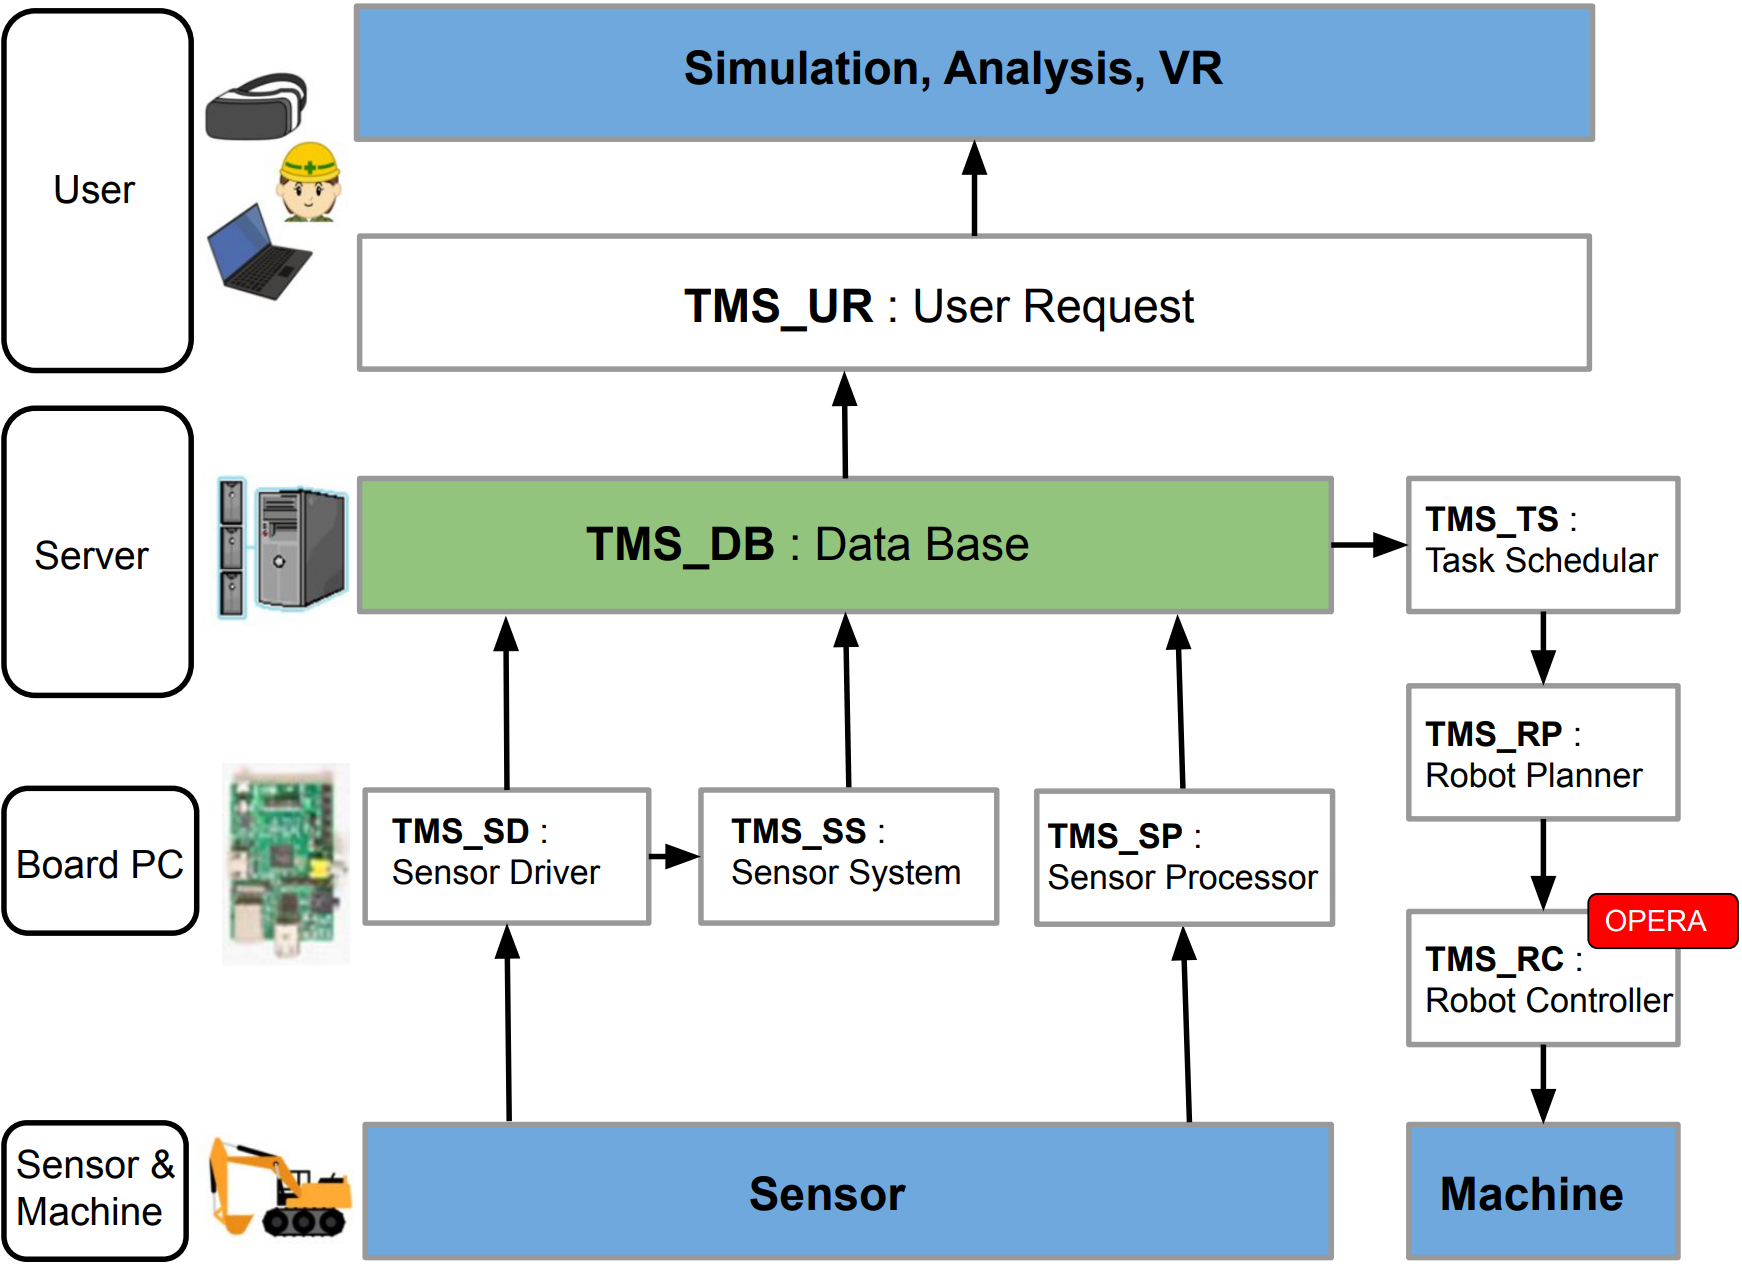 Simulation, Analysis, VR
User
TMS_UR : User Request
Server
TMS_DB : Data Base
TMS_TS :
Task Schedular
TMS_RP :
Robot Planner
Board PC
TMS_SD :
Sensor Driver
TMS_SS :
Sensor System
TMS_SP :
Sensor Processor
OPERA
TMS_RC :
Robot Controller
Sensor &
Machine
Sensor
Machine